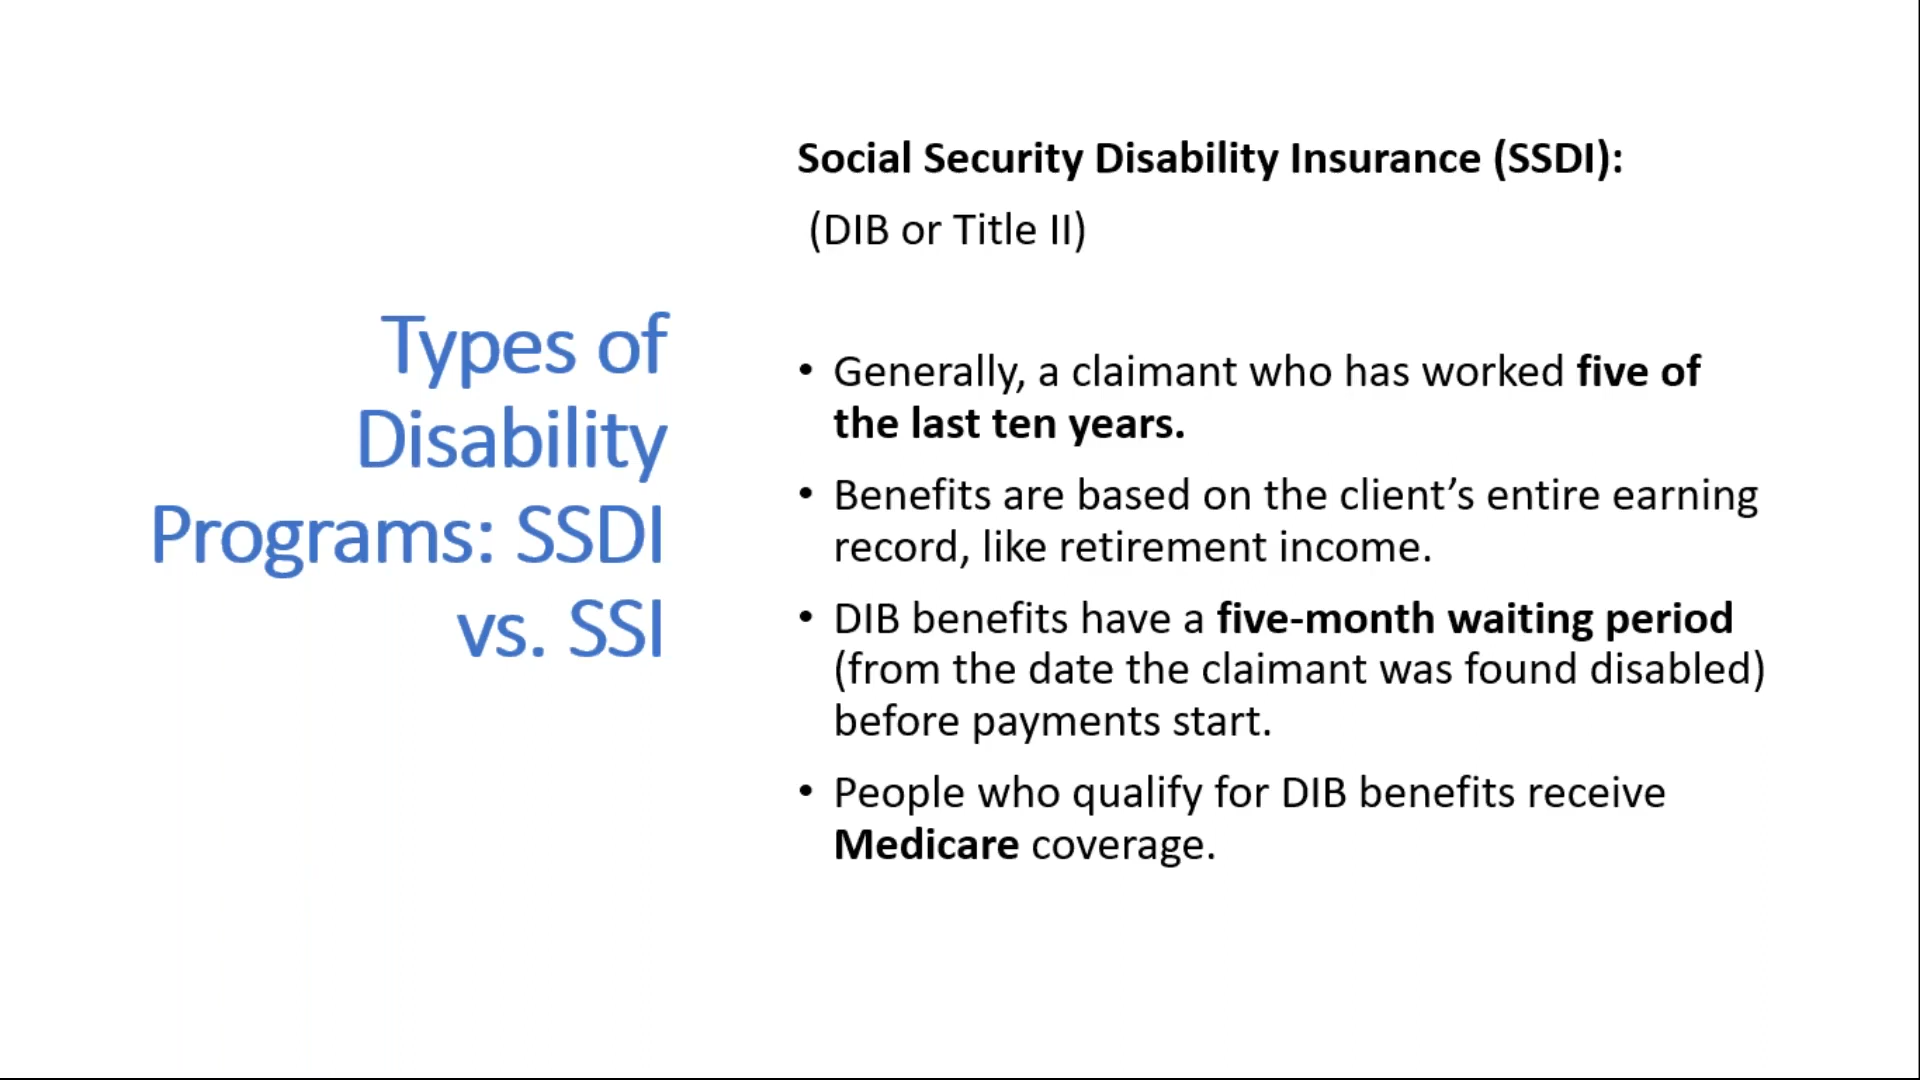 Types of
Disability
Programs: SSDI
vs. SSI
Social Security Disability Insurance (SSDI):
(DIB or Title II)
• Generally, a claimant who has worked five of
the last ten years.
• Benefits are based on the client’s entire earning
record, like retirement income.
• DIB benefits have a five-month waiting period
(from the date the claimant was found disabled)
before payments start.
• People who qualify for DIB benefits receive
Medicare coverage.